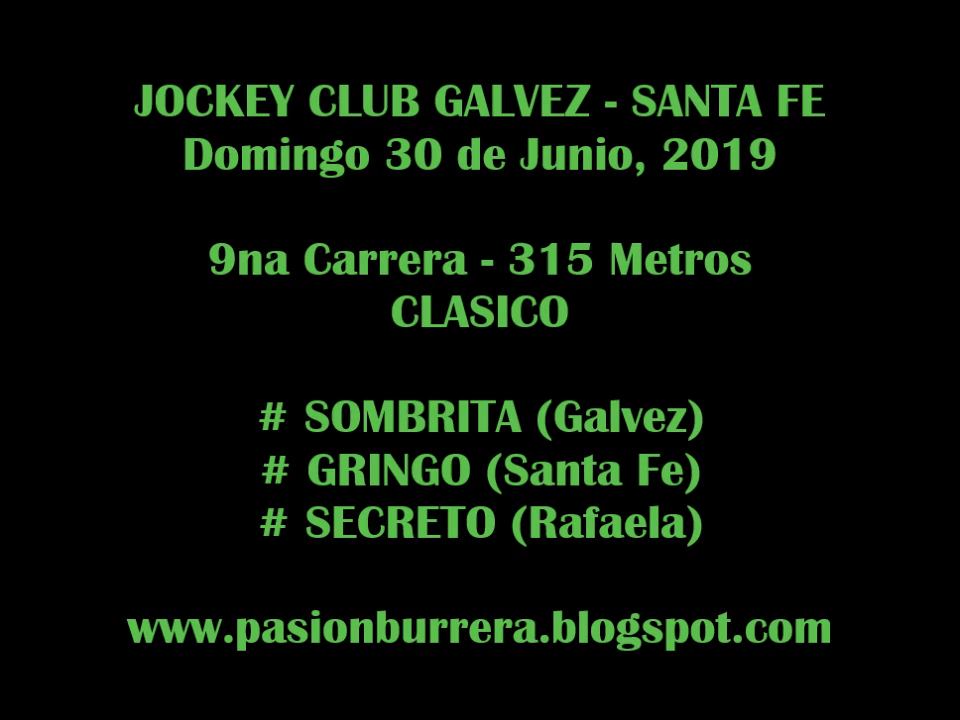 JOCKEY CLUB GALVEZ - SANTA FE
Domingo 30 de Junio, 2019
9na Carrera - 315 Metros
CLASICO
# SOMBRITA (Galvez)
# GRINGO (Santa Fe)
# SECRETO (Rafaela)
www.pasionburrera.blogspot.com